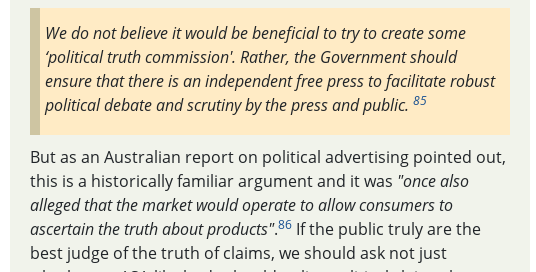 We do not believe it would be beneficial to try to create some
‘political truth commission'. Rather, the Government should
ensure that there is an independent free press to facilitate robust
political debate and scrutiny by the press and public. 85
But as an Australian report on political advertising pointed out,
this is a historically familiar argument and it was "once also
alleged that the market would operate to allow consumers to
ascertain the truth about products".86 If the public truly are the
best judge of the truth of claims, we should ask not just